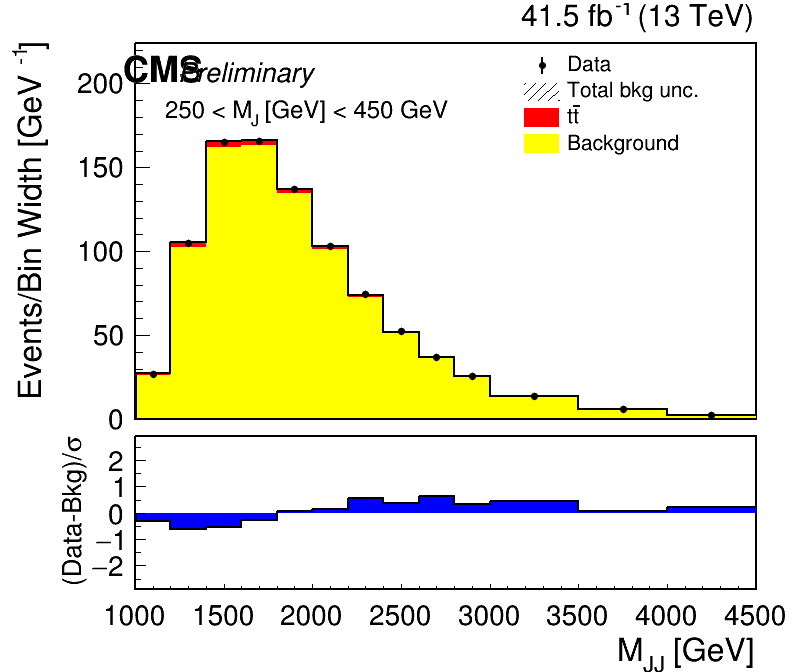 41.5 fb⁻¹ (13 TeV)
CMS Preliminary
250 < M_J [GeV] < 450 GeV
Data
Total bkg unc.
tt̄
Background
Events/Bin Width [GeV⁻¹]
200
150
100
50
0
(Data-Bkg)/σ
2
1
0
−1
−2
1000 1500 2000 2500 3000 3500 4000 4500
M_JJ [GeV]